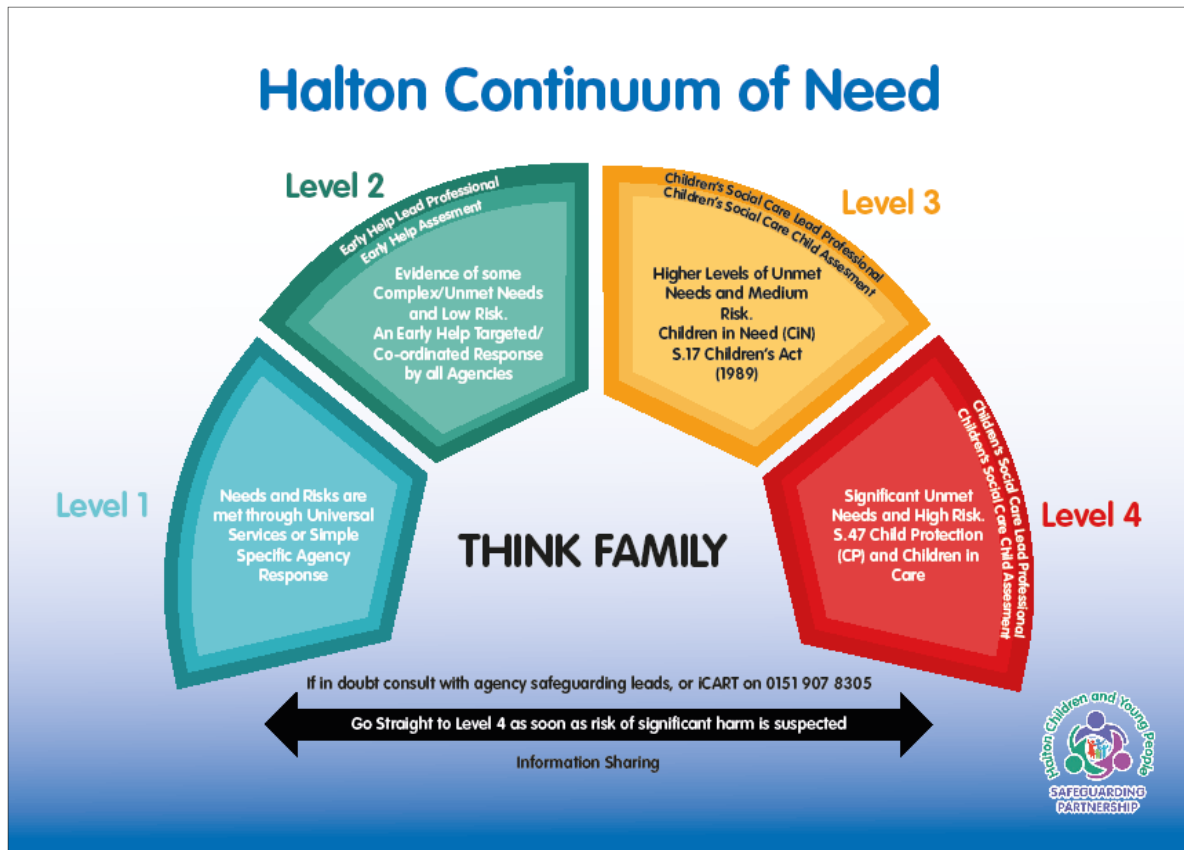 Halton Continuum of Need
Level 1
Needs and Risks are
met through Universal
Services or Simple
Specific Agency
Response
Level 2
Early Help Lead Professional
Early Help Assesment
Evidence of some
Complex/Unmet Needs
and Low Risk.
An Early Help Targeted/
Co-ordinated Response
by all Agencies
Level 3
Children's Social Care Lead Professional
Children's Social Care Child Assesment
Higher Levels of Unmet
Needs and Medium
Risk.
Children in Need (CiN)
S.17 Children's Act
(1989)
Level 4
Children's Social Care Lead Professional
Children's Social Care Child Assesment
Significant Unmet
Needs and High Risk.
S.47 Child Protection
(CP) and Children in
Care
THINK FAMILY
If in doubt consult with agency safeguarding leads, or iCART on 0151 907 8305
Go Straight to Level 4 as soon as risk of significant harm is suspected
Information Sharing
Halton Children and Young People
SAFEGUARDING
PARTNERSHIP